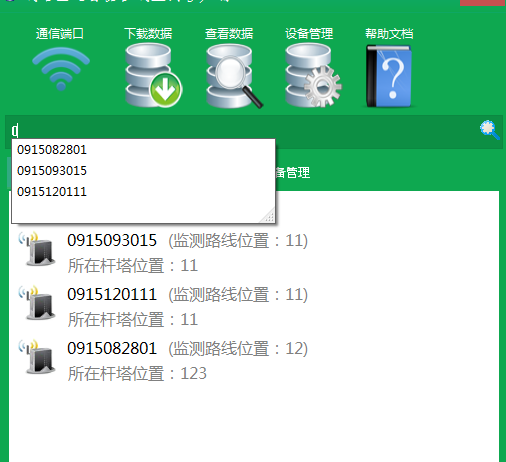 通信端口 下载数据 查看数据 设备管理 帮助文档
0
0915082801
0915093015
0915120111
备管理
0915093015 (监测路线位置：11)
所在杆塔位置：11
0915120111 (监测路线位置：11)
所在杆塔位置：11
0915082801 (监测路线位置：12)
所在杆塔位置：123